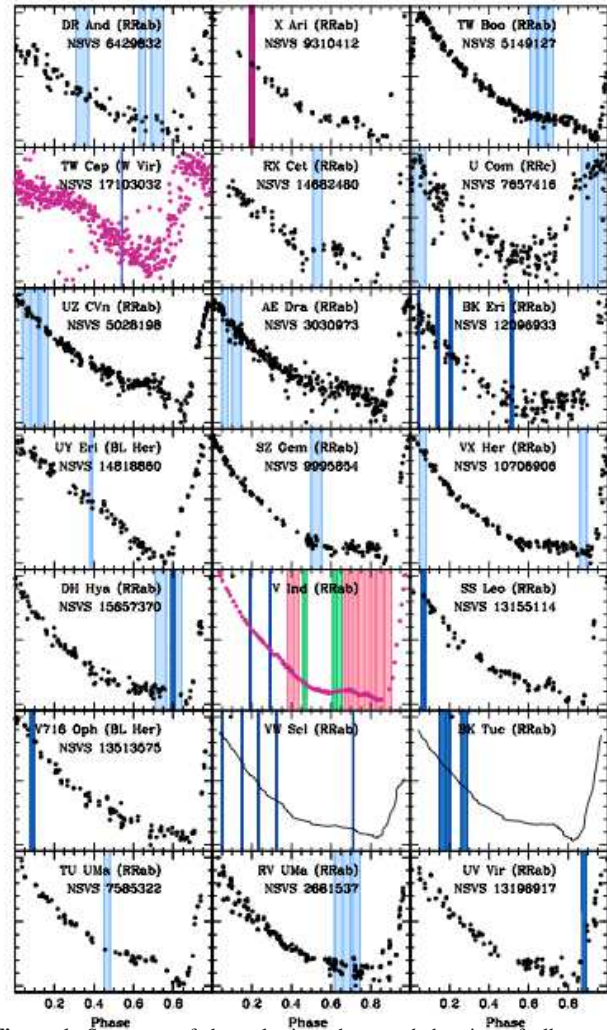 DR And (RRab)
NSVS 6429832
X Ari (RRab)
NSVS 9310412
TW Boo (RRab)
NSVS 5149127
TW Cap (W Vir)
NSVS 17103032
RX Cet (RRab)
NSVS 14682480
U Com (RRc)
NSVS 7657416
UZ CVn (RRab)
NSVS 5028198
AE Dra (RRab)
NSVS 3030973
BK Eri (RRab)
NSVS 12096933
UY Eri (BL Her)
NSVS 14818860
SZ Gem (RRab)
NSVS 9995864
VX Her (RRab)
NSVS 10706906
DH Hya (RRab)
NSVS 15657370
V Ind (RRab)
SS Leo (RRab)
NSVS 13155114
V716 Oph (BL Her)
NSVS 13513575
VW Scl (RRab)
BK Tuc (RRab)
TU UMa (RRab)
NSVS 7585322
RV UMa (RRab)
NSVS 2681537
UV Vir (RRab)
NSVS 13198917
0.2 0.4 0.6 0.8
0.2 0.4 0.6 0.8
0.2 0.4 0.6 0.8
Phase
Phase
Phase